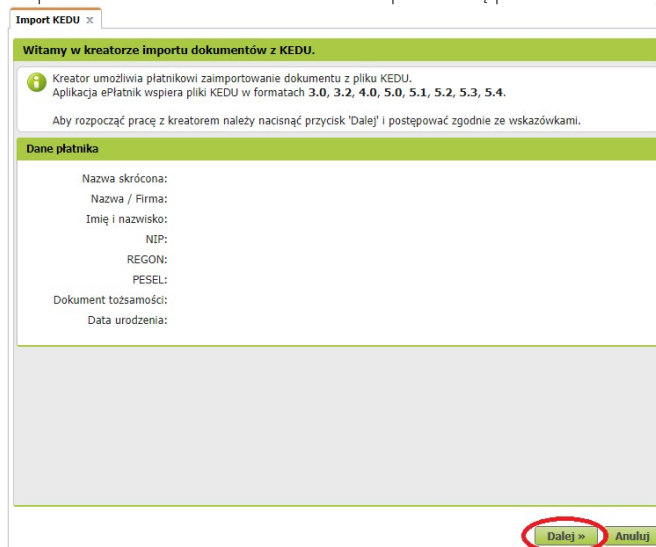 Import KEDU x
Witamy w kreatorze importu dokumentów z KEDU.
Kreator umożliwia płatnikowi zaimportowanie dokumentu z pliku KEDU.
Aplikacja ePłatnik wspiera pliki KEDU w formatach 3.0, 3.2, 4.0, 5.0, 5.1, 5.2, 5.3, 5.4.
Aby rozpocząć pracę z kreatorem należy nacisnąć przycisk 'Dalej' i postępować zgodnie ze wskazówkami.
Dane płatnika
Nazwa skrócona:
Nazwa / Firma:
Imię i nazwisko:
NIP:
REGON:
PESEL:
Dokument tożsamości:
Data urodzenia:
Dalej » Anuluj